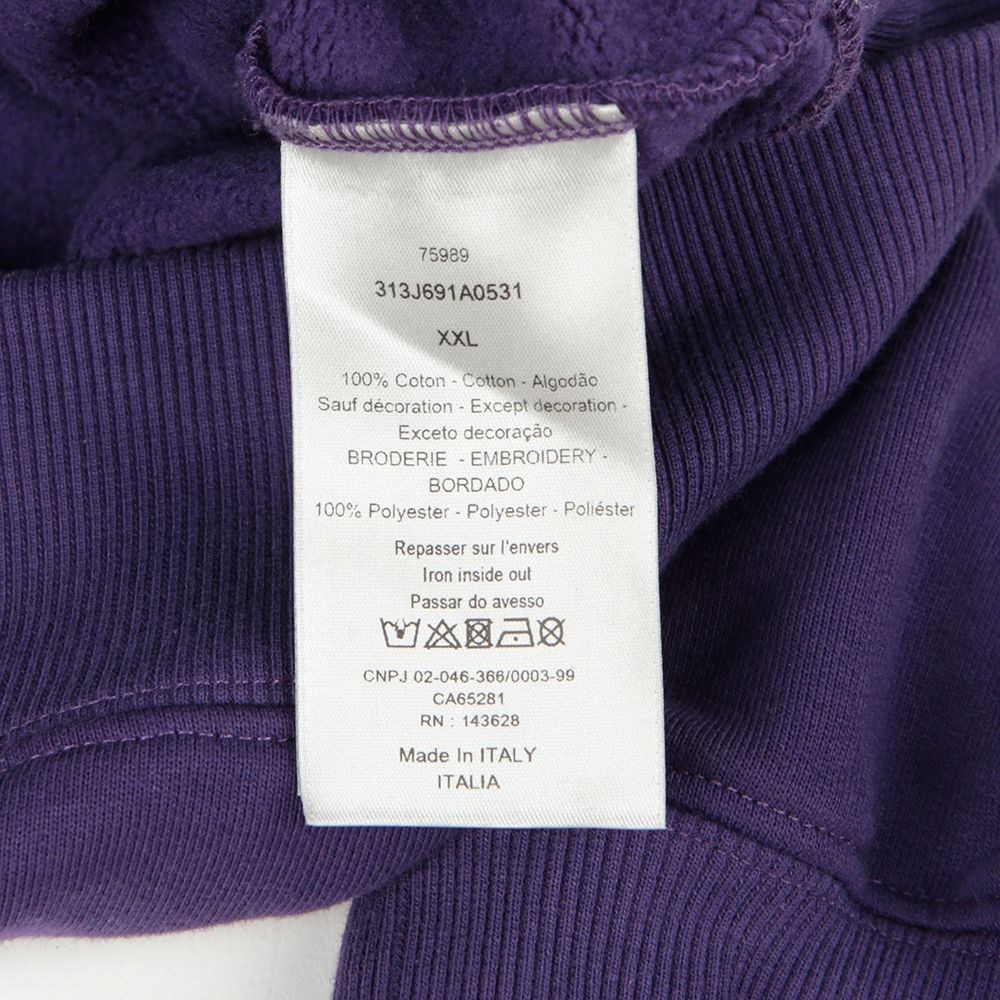 75989
313J691A0531
XXL
100% Coton - Cotton - Algodão
Sauf décoration - Except decoration -
Exceto decoração
BRODERIE - EMBROIDERY -
BORDADO
100% Polyester - Polyester - Poliéster
Repasser sur l'envers
Iron inside out
Passar do avesso
CNPJ 02-046-366/0003-99
CA65281
RN : 143628
Made In ITALY
ITALIA